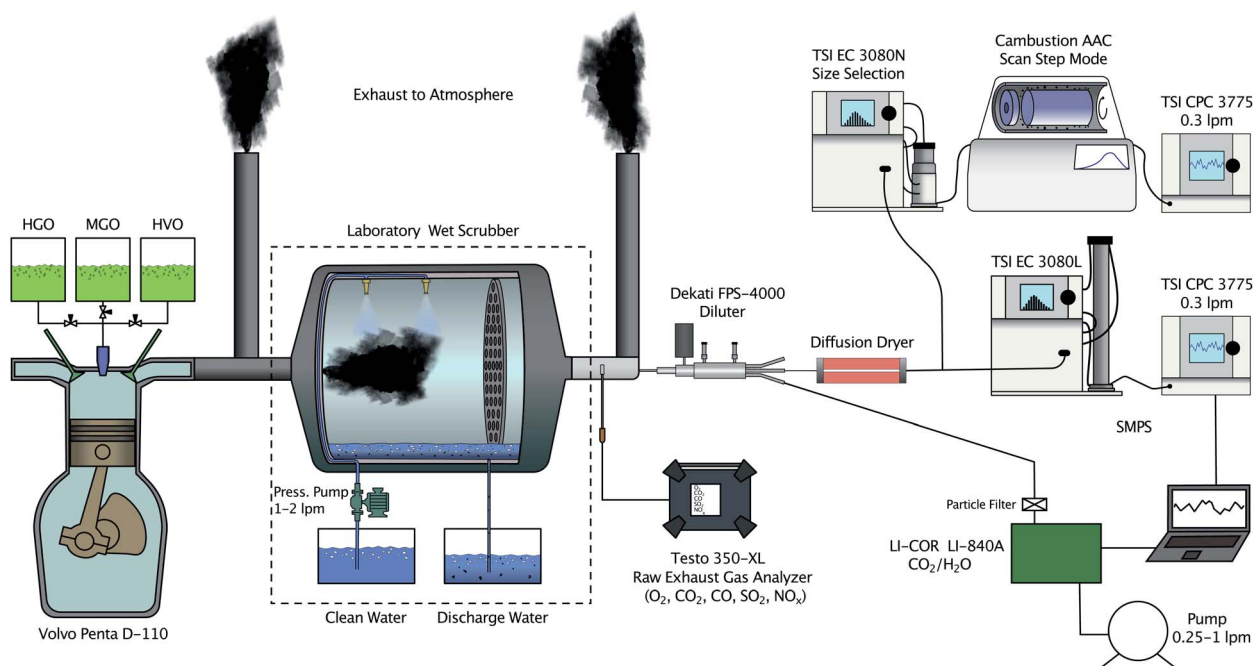 Exhaust to Atmosphere
TSI EC 3080N
Size Selection
Cambustion AAC
Scan Step Mode
TSI CPC 3775
0.3 lpm
HGO
MGO
HVO
Laboratory Wet Scrubber
Dekati FPS-4000
Diluter
Diffusion Dryer
TSI EC 3080L
TSI CPC 3775
0.3 lpm
SMPS
Press. Pump
1-2 lpm
Clean Water
Discharge Water
Volvo Penta D-110
Testo 350-XL
Raw Exhaust Gas Analyzer
(O₂, CO₂, CO, SO₂, NOₓ)
Particle Filter
LI-COR LI-840A
CO₂/H₂O
Pump
0.25-1 lpm